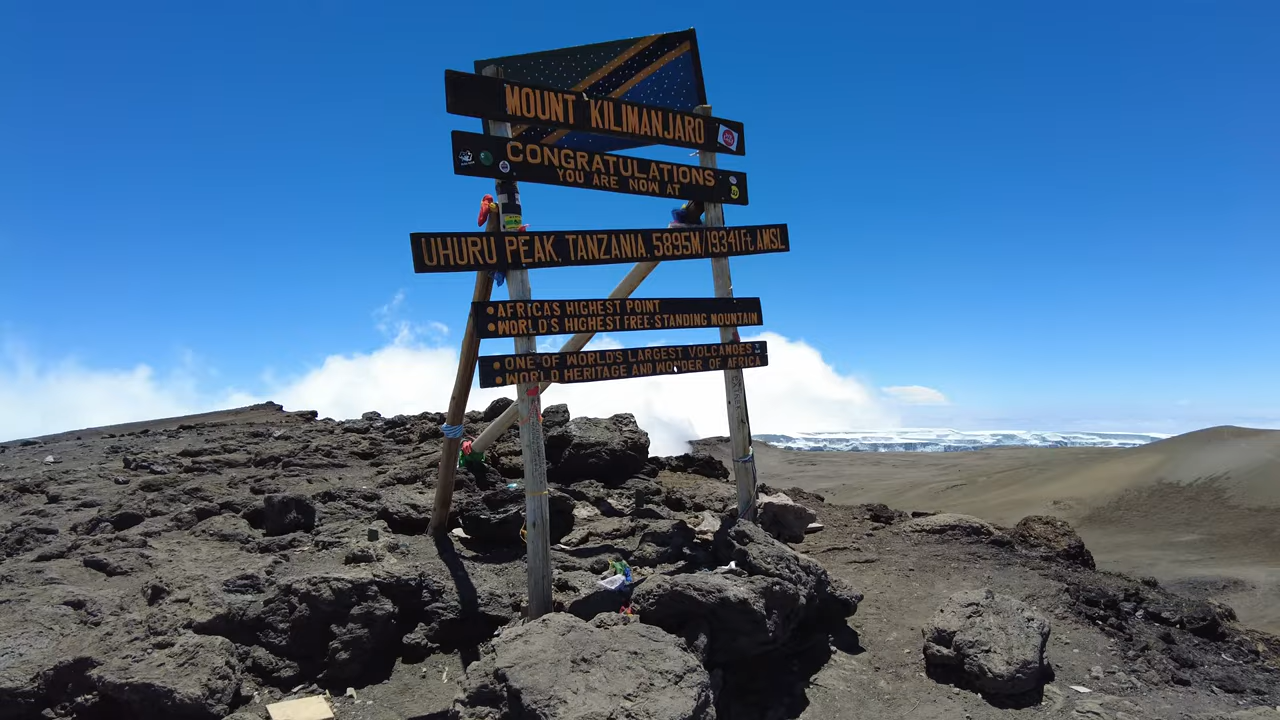 MOUNT KILIMANJARO
CONGRATULATIONS
YOU ARE NOW AT
UHURU PEAK, TANZANIA, 5895M/19341Ft. AMSL
AFRICA'S HIGHEST POINT
WORLD'S HIGHEST FREE-STANDING MOUNTAIN
ONE OF WORLD'S LARGEST VOLCANOES
WORLD HERITAGE AND WONDER OF AFRICA